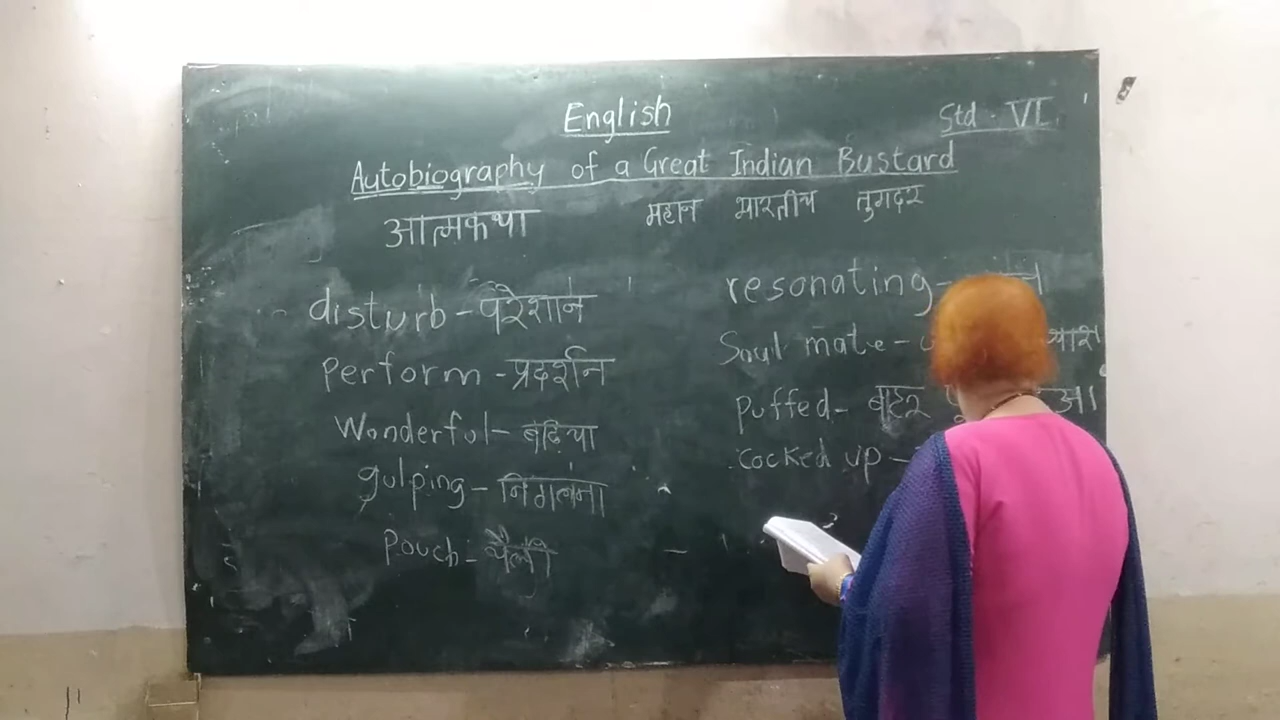 English
Std. VI
Autobiography of a Great Indian Bustard
आत्मकथा महान भारतीय तुगदर
disturb - परेशान
perform - प्रदर्शन
Wonderful - बढ़िया
gulping - निगलना
Pouch - थैली
resonating -
Soul mate -
Puffed - बाहर
Cocked up -